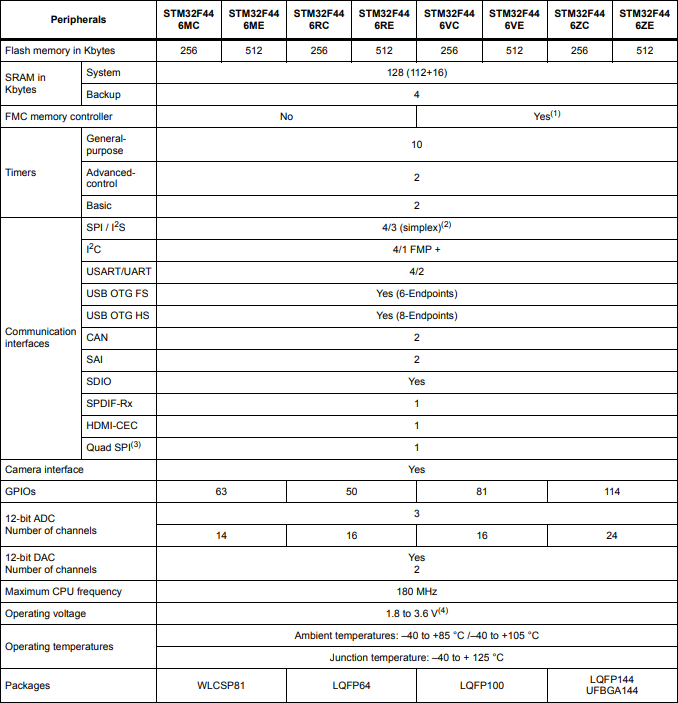 Peripherals STM32F44 STM32F44 STM32F44 STM32F44 STM32F44 STM32F44 STM32F44 STM32F44
6MC 6ME 6RC 6RE 6VC 6VE 6ZC 6ZE
Flash memory in Kbytes 256 512 256 512 256 512 256 512
SRAM in
Kbytes
System 128 (112+16)
Backup 4
FMC memory controller No Yes(1)
Timers
General-
purpose 10
Advanced-
control 2
Basic 2
Communication
interfaces
SPI / I2S 4/3 (simplex)(2)
I2C 4/1 FMP +
USART/UART 4/2
USB OTG FS Yes (6-Endpoints)
USB OTG HS Yes (8-Endpoints)
CAN 2
SAI 2
SDIO Yes
SPDIF-Rx 1
HDMI-CEC 1
Quad SPI(3) 1
Camera interface Yes
GPIOs 63 50 81 114
12-bit ADC
Number of channels
3
14 16 16 24
12-bit DAC
Number of channels
Yes
2
Maximum CPU frequency 180 MHz
Operating voltage 1.8 to 3.6 V(4)
Operating temperatures
Ambient temperatures: –40 to +85 °C /–40 to +105 °C
Junction temperature: –40 to + 125 °C
Packages WLCSP81 LQFP64 LQFP100 LQFP144
UFBGA144